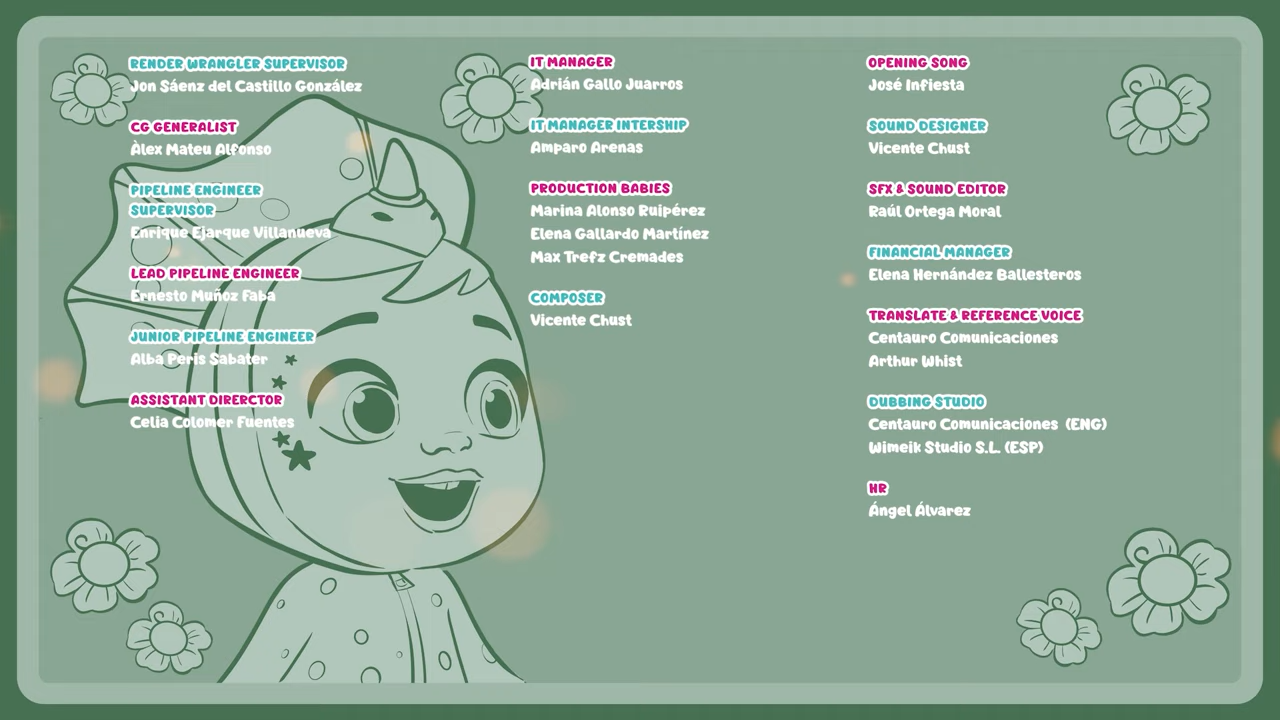 RENDER WRANGLER SUPERVISOR
Jon Sáenz del Castillo González
CG GENERALIST
Àlex Mateu Alfonso
PIPELINE ENGINEER
SUPERVISOR
Enrique Ejarque Villanueva
LEAD PIPELINE ENGINEER
Ernesto Muñoz Faba
JUNIOR PIPELINE ENGINEER
Alba Peris Sabater
ASSISTANT DIRERCTOR
Celia Colomer Fuentes
IT MANAGER
Adrián Gallo Juarros
IT MANAGER INTERSHIP
Amparo Arenas
PRODUCTION BABIES
Marina Alonso Ruipérez
Elena Gallardo Martínez
Max Trefz Cremades
COMPOSER
Vicente Chust
OPENING SONG
José Infiesta
SOUND DESIGNER
Vicente Chust
SFX & SOUND EDITOR
Raúl Ortega Moral
FINANCIAL MANAGER
Elena Hernández Ballesteros
TRANSLATE & REFERENCE VOICE
Centauro Comunicaciones
Arthur Whist
DUBBING STUDIO
Centauro Comunicaciones (ENG)
Wimeik Studio S.L. (ESP)
HR
Ángel Álvarez